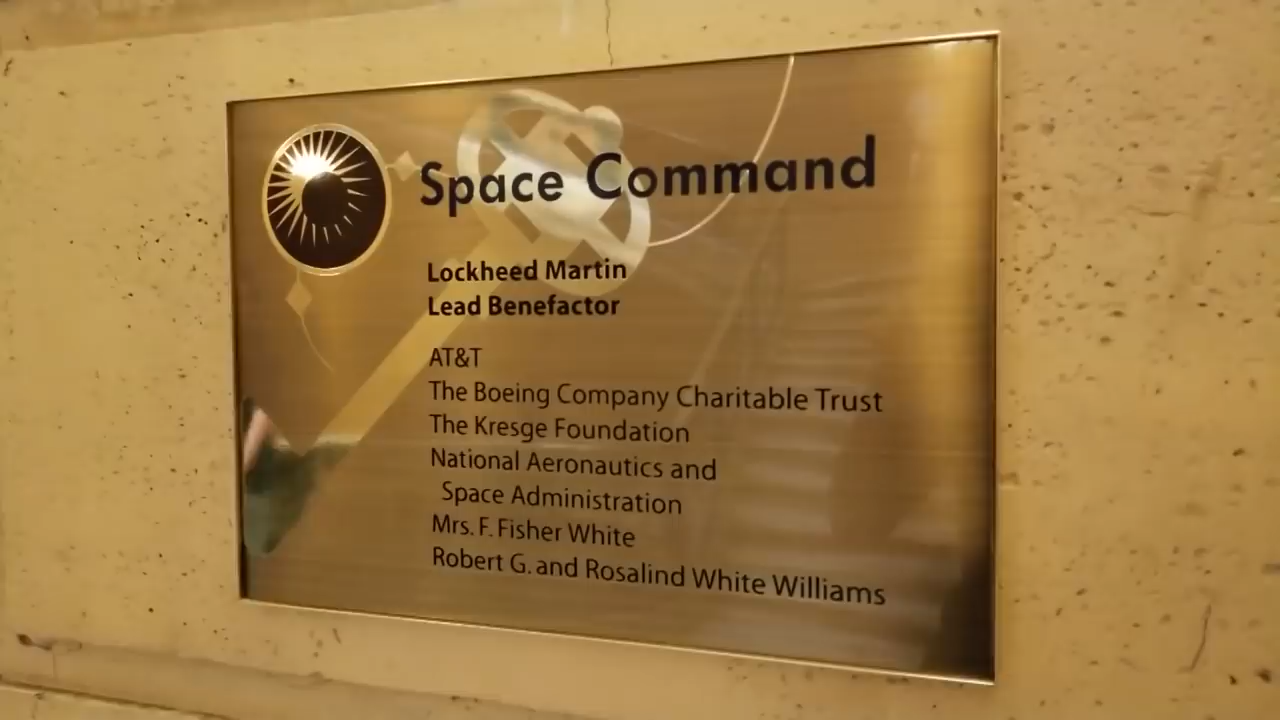 Space Command
Lockheed Martin
Lead Benefactor
AT&T
The Boeing Company Charitable Trust
The Kresge Foundation
National Aeronautics and
Space Administration
Mrs. F. Fisher White
Robert G. and Rosalind White Williams